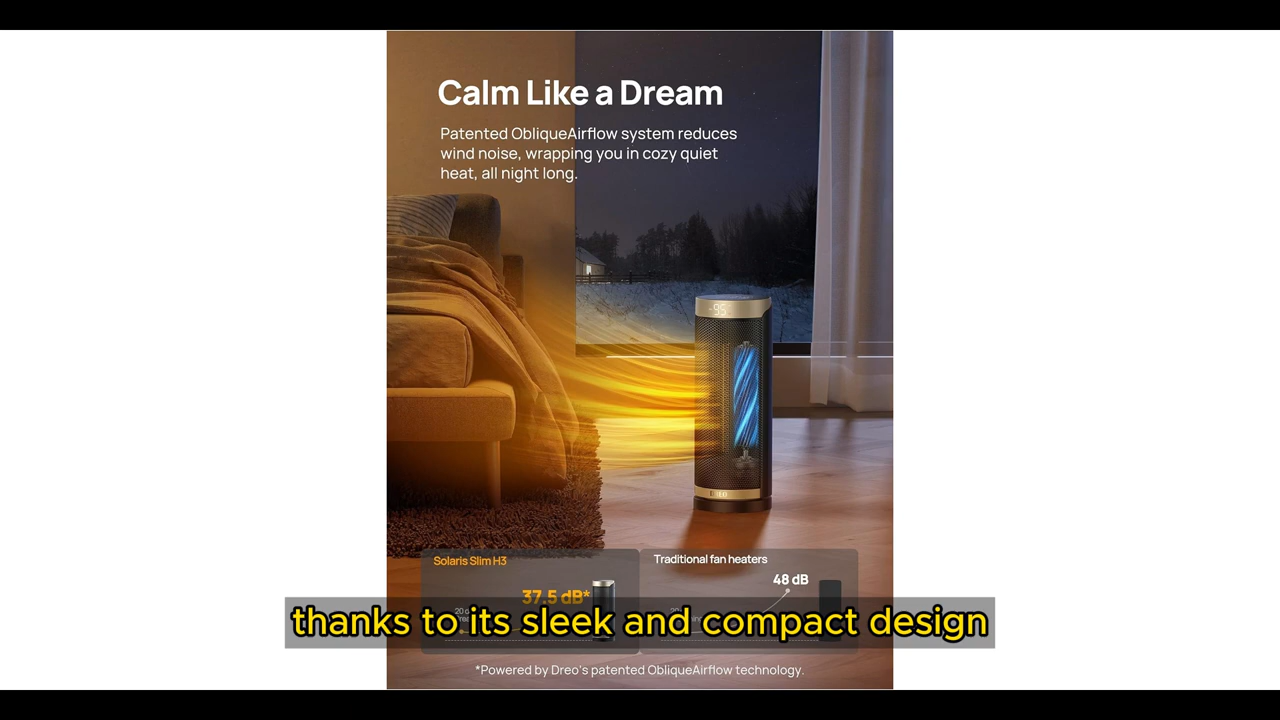 Calm Like a Dream
Patented ObliqueAirflow system reduces
wind noise, wrapping you in cozy quiet
heat, all night long.
95
Solaris Slim H3
37.5 dB*
Traditional fan heaters
48 dB
thanks to its sleek and compact design
*Powered by Dreo's patented ObliqueAirflow technology.